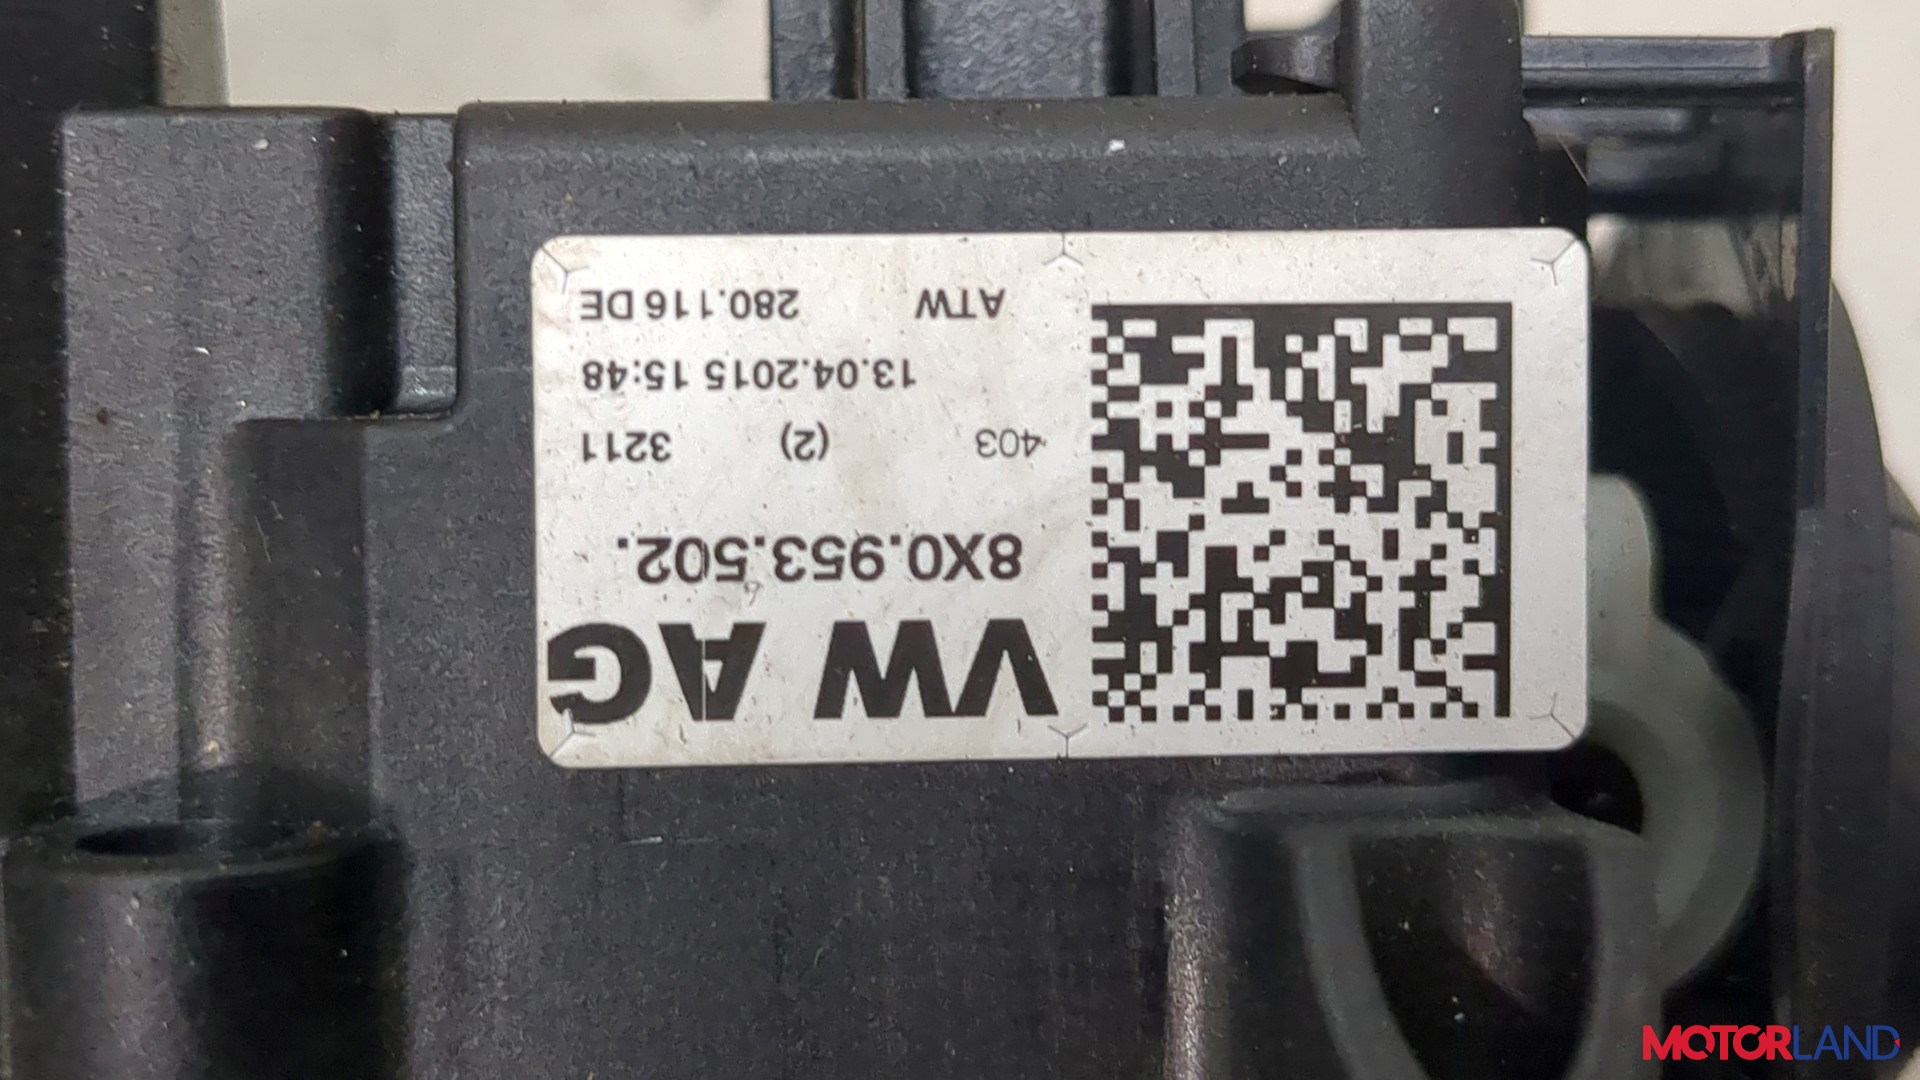 VW AG
8X0.953.502.
403 (2) 3211
13.04.2015 15:48
ATW 280.116 DE
MOTORLAND